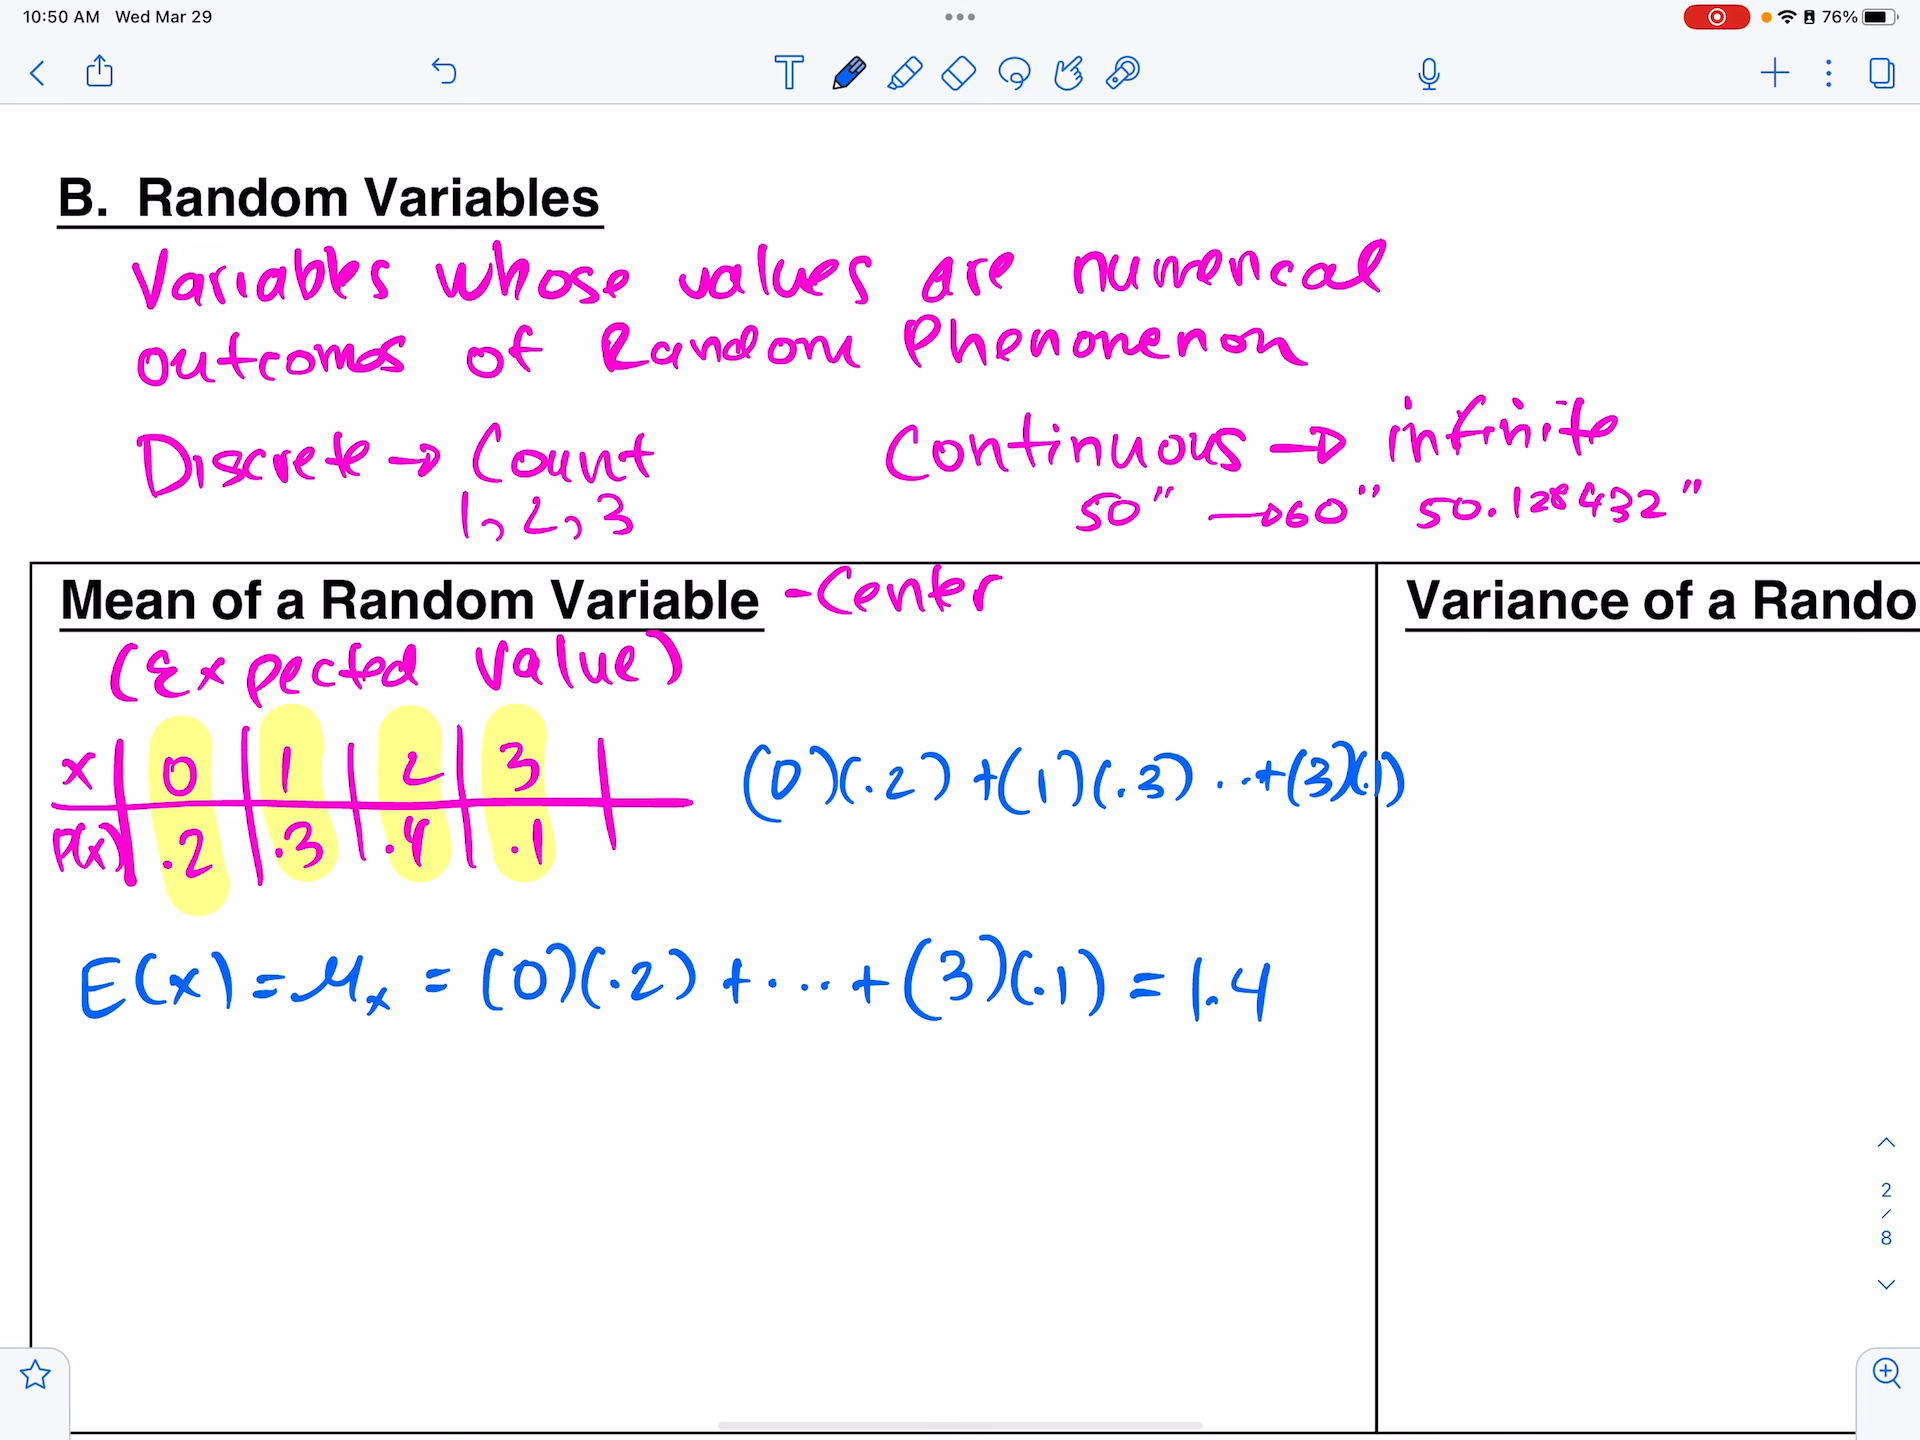 10:50 AM Wed Mar 29
76%
B. Random Variables
Variables whose values are numerical
outcomes of Random Phenomenon
Discrete → Count
1, 2, 3
Continuous → infinite
50" → 60" 50.128432"
Mean of a Random Variable - Center
(Expected Value)
x | 0 | 1 | 2 | 3 |
P(x) | .2 | .3 | .4 | .1 |
(0)(.2) + (1)(.3) ... + (3)(.1)
E(x) = μx = (0)(.2) + ... + (3)(.1) = 1.4
Variance of a Rando
2
/
8